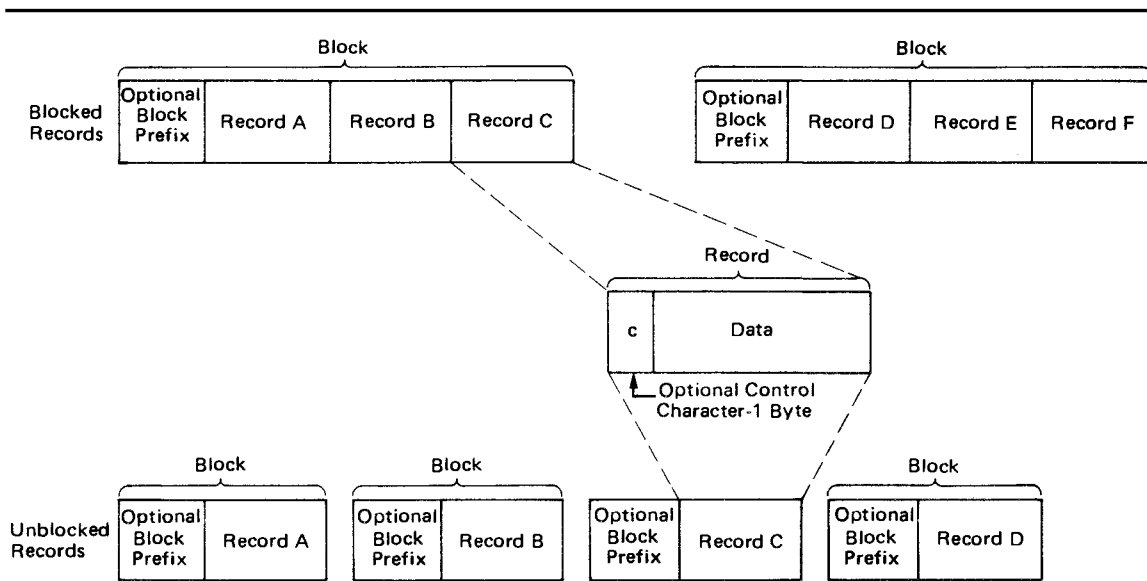 Block
Block
Blocked
Records
Optional
Block
Prefix
Record A
Record B
Record C
Optional
Block
Prefix
Record D
Record E
Record F
Record
c
Data
Optional Control
Character-1 Byte
Block
Block
Block
Unblocked
Records
Optional
Block
Prefix
Record A
Optional
Block
Prefix
Record B
Optional
Block
Prefix
Record C
Optional
Block
Prefix
Record D